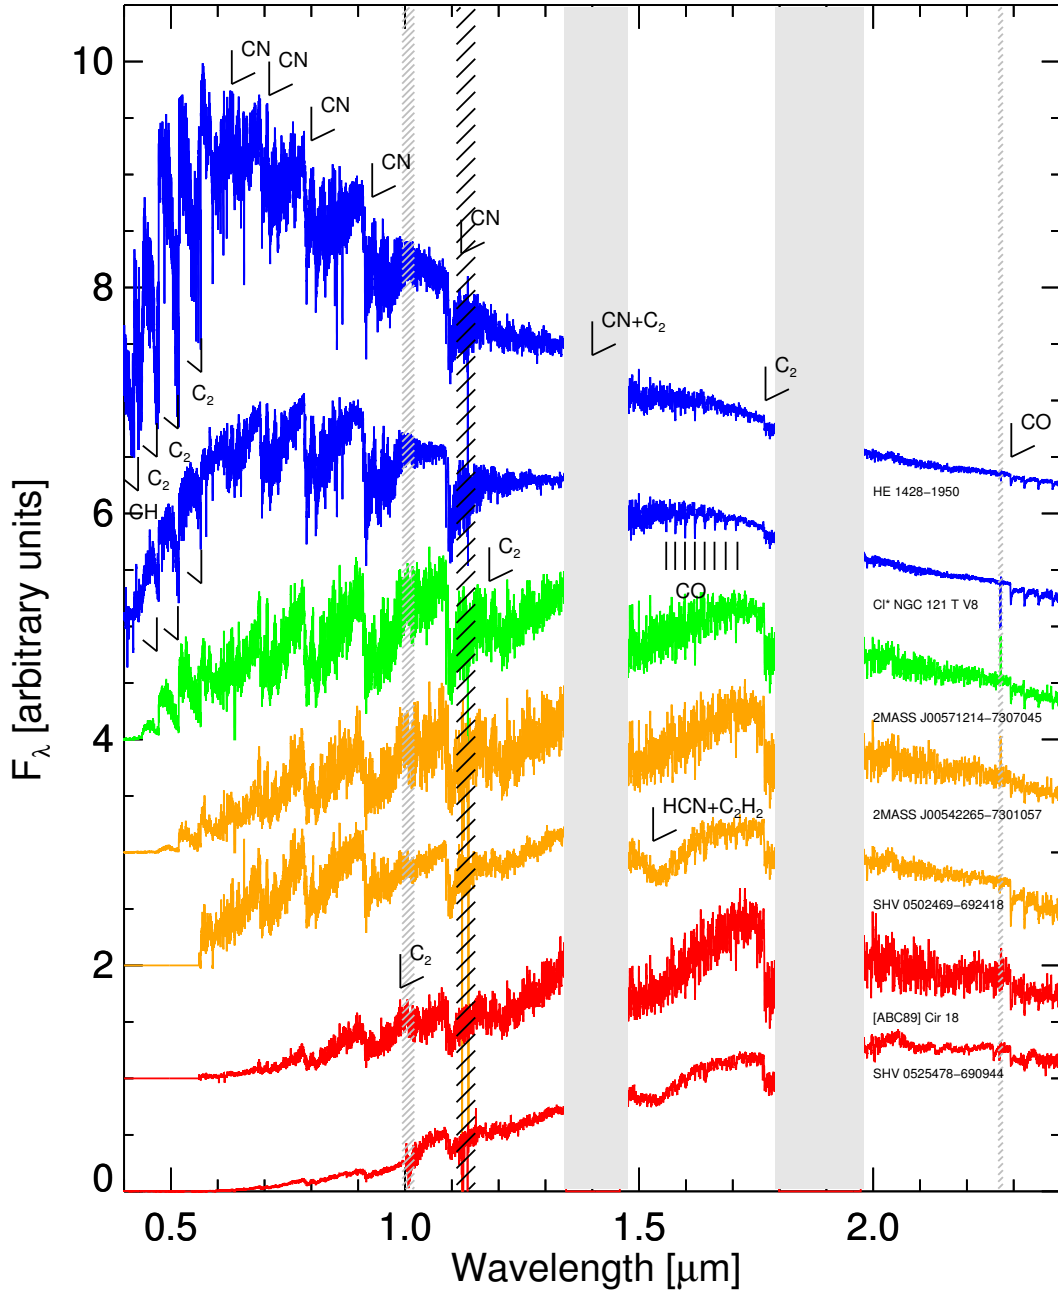 10
CN
CN
CN
CN
CN
8
CN+C₂
C₂
C₂
CO
C₂
C₂
HE 1428−1950
CH
6
C₂
CO
Cl* NGC 121 T V8
2MASS J00571214−7307045
4
HCN+C₂H₂
2MASS J00542265−7301057
SHV 0502469−692418
2
C₂
[ABC89] Cir 18
SHV 0525478−690944
0
F_λ [arbitrary units]
0.5
1.0
1.5
2.0
Wavelength [μm]